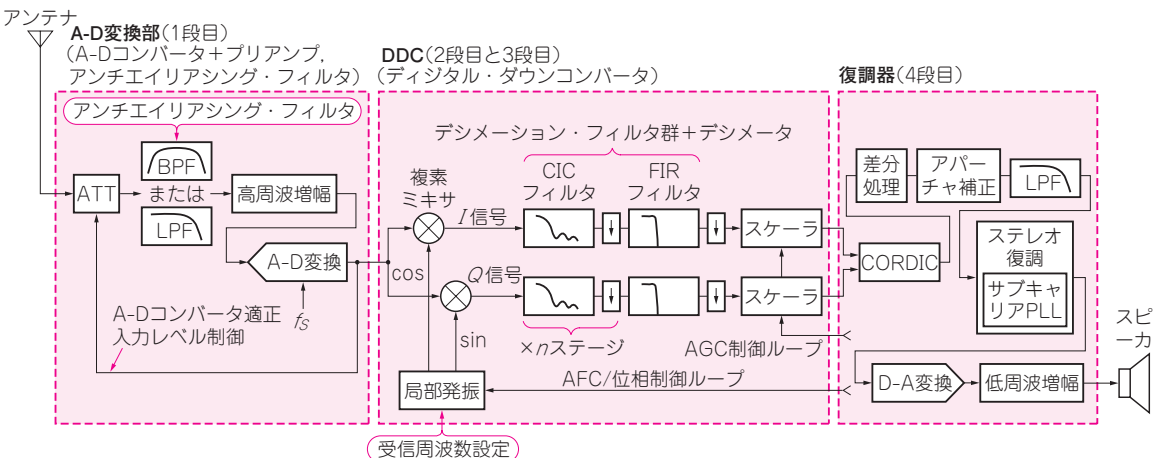 アンテナ
A-D変換部(1段目)
(A-Dコンバータ＋プリアンプ,
アンチエイリアシング・フィルタ)
アンチエイリアシング・フィルタ
ATT
BPF
または
LPF
高周波増幅
A-D変換
fS
A-Dコンバータ適正
入力レベル制御
DDC(2段目と3段目)
(ディジタル・ダウンコンバータ)
デシメーション・フィルタ群＋デシメータ
複素
ミキサ
CIC
フィルタ
FIR
フィルタ
I信号
スケーラ
cos
Q信号
スケーラ
sin
×nステージ
AGC制御ループ
局部発振
AFC/位相制御ループ
受信周波数設定
復調器(4段目)
差分
処理
アパー
チャ補正
LPF
CORDIC
ステレオ
復調
サブキャ
リアPLL
D-A変換
低周波増幅
スピ
ーカ